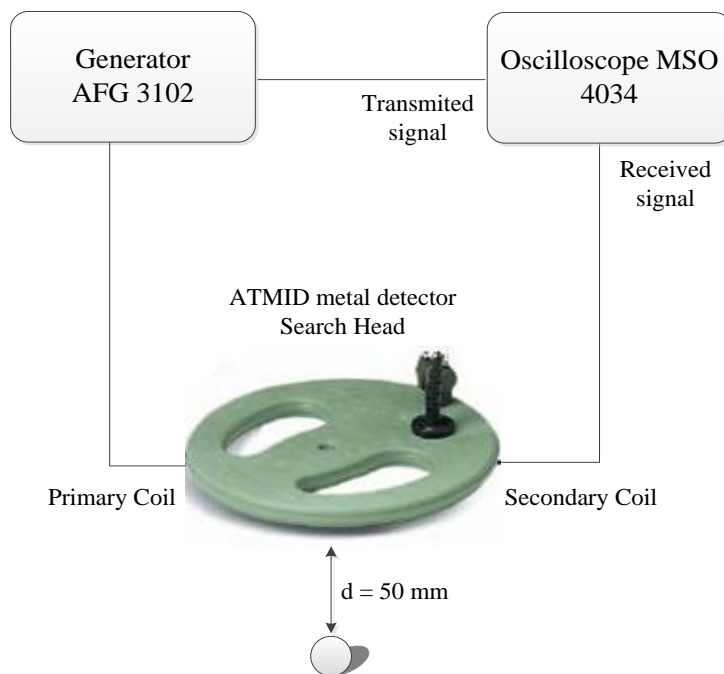 Generator
AFG 3102
Oscilloscope MSO
4034
Transmited
signal
Received
signal
ATMID metal detector
Search Head
Primary Coil
Secondary Coil
d = 50 mm